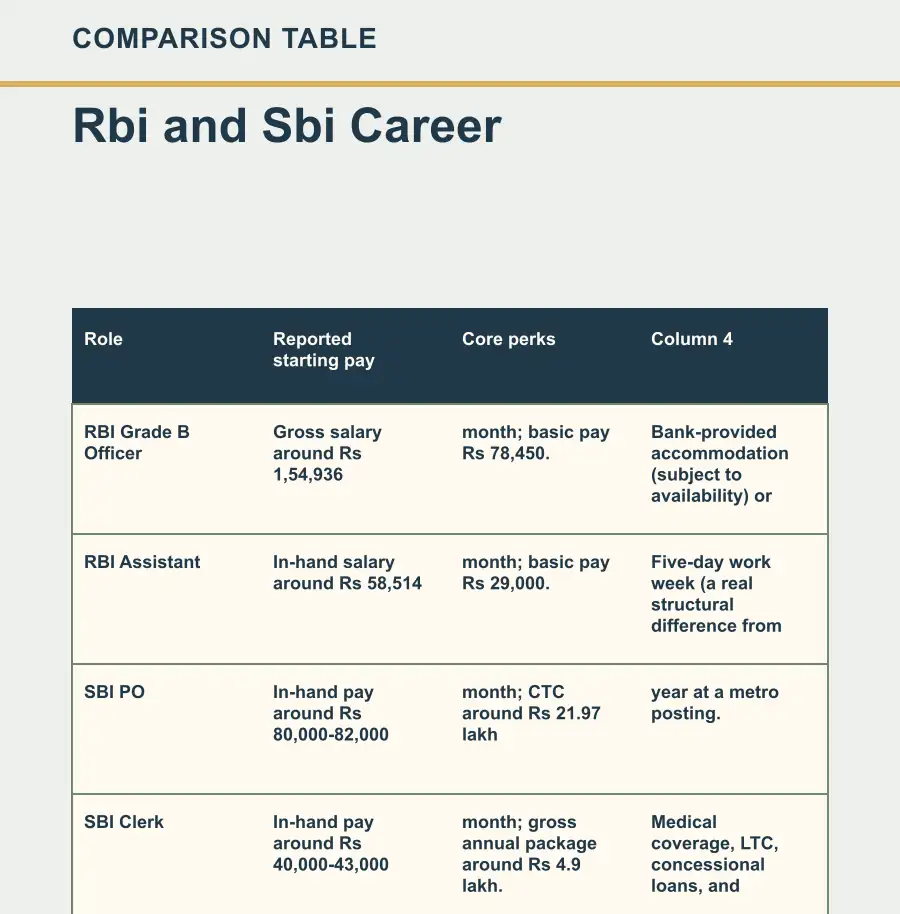 COMPARISON TABLE
Rbi and Sbi Career
Role
Reported
starting pay
Core perks
Column 4
RBI Grade B
Officer
Gross salary
around Rs
1,54,936
month; basic pay
Rs 78,450.
Bank-provided
accommodation
(subject to
availability) or
RBI Assistant
In-hand salary
around Rs 58,514
month; basic pay
Rs 29,000.
Five-day work
week (a real
structural
difference from
SBI PO
In-hand pay
around Rs
80,000-82,000
month; CTC
around Rs 21.97
lakh
year at a metro
posting.
SBI Clerk
In-hand pay
around Rs
40,000-43,000
month; gross
annual package
around Rs 4.9
lakh.
Medical
coverage, LTC,
concessional
loans, and